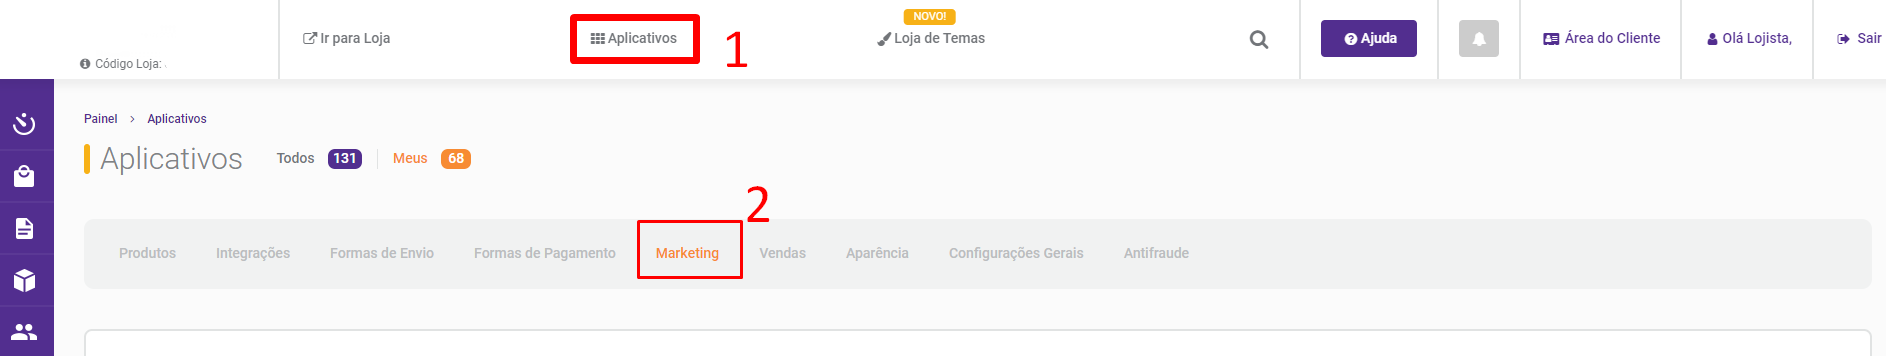 NOVO!
Ir para Loja
Aplicativos
1
Loja de Temas
Ajuda
Área do Cliente
Olá Lojista,
Sair
Código Loja:
Painel > Aplicativos
Aplicativos
Todos 131
Meus 68
2
Produtos
Integrações
Formas de Envio
Formas de Pagamento
Marketing
Vendas
Aparência
Configurações Gerais
Antifraude